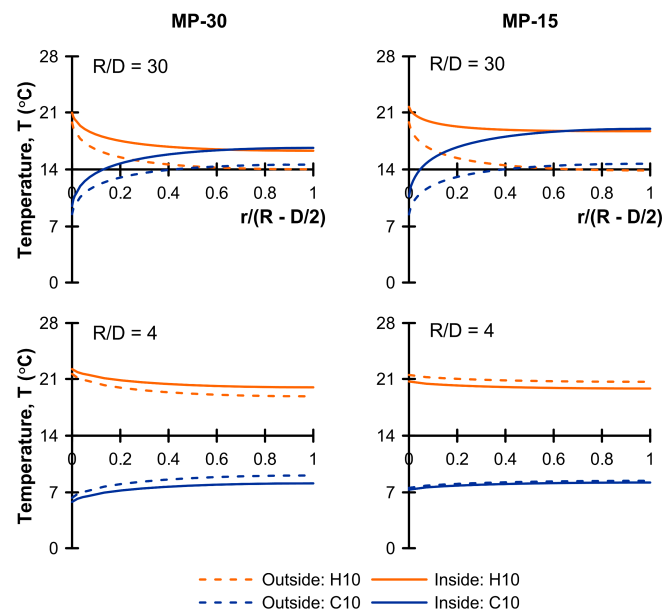 MP-30 MP-15
Temperature, T (°C)
28
21
14
7
0
R/D = 30
0 0.2 0.4 0.6 0.8 1
r/(R - D/2)
28
21
14
7
0
R/D = 30
0 0.2 0.4 0.6 0.8 1
r/(R - D/2)
Temperature, T (°C)
28
21
14
7
0
R/D = 4
0 0.2 0.4 0.6 0.8 1
28
21
14
7
0
R/D = 4
0 0.2 0.4 0.6 0.8 1
Outside: H10 Inside: H10
Outside: C10 Inside: C10